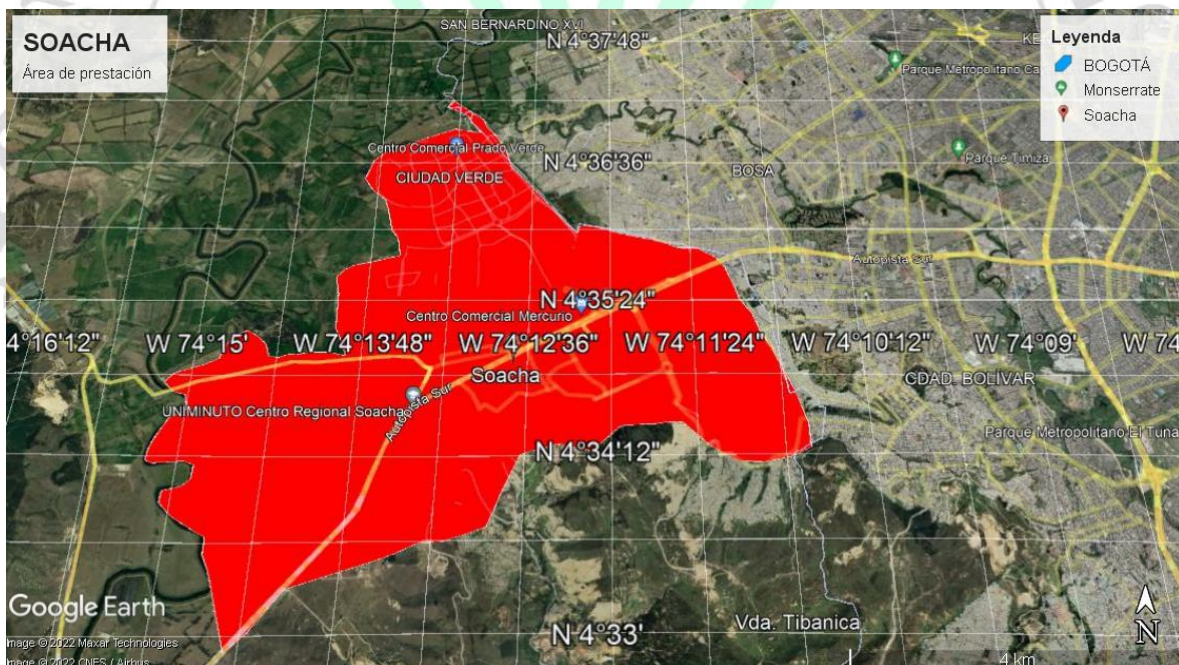 SOACHA
Área de prestación
SAN BERNARDINO XVI
N 4°37'48"
Leyenda
BOGOTÁ
Monserrate
Soacha
Parque Metropolitano
Centro Comercial Prado Verde
N 4°36'36"
Parque Timiza
CIUDAD VERDE
BOSA
Autopista Sur
N 4°35'24"
Centro Comercial Mercurio
4°16'12"
W 74°15'
W 74°13'48"
W 74°12'36"
W 74°11'24"
W 74°10'12"
W 74°09'
W 74
Soacha
CDAD. BOLÍVAR
UNIMINUTO Centro Regional Soacha
Autopista Sur
Parque Metropolitano El Tuna
N 4°34'12"
Google Earth
Vda. Tibanica
N 4°33'
N
Image © 2022 Maxar Technologies
Image © 2022 CNES / Airbus
4 km